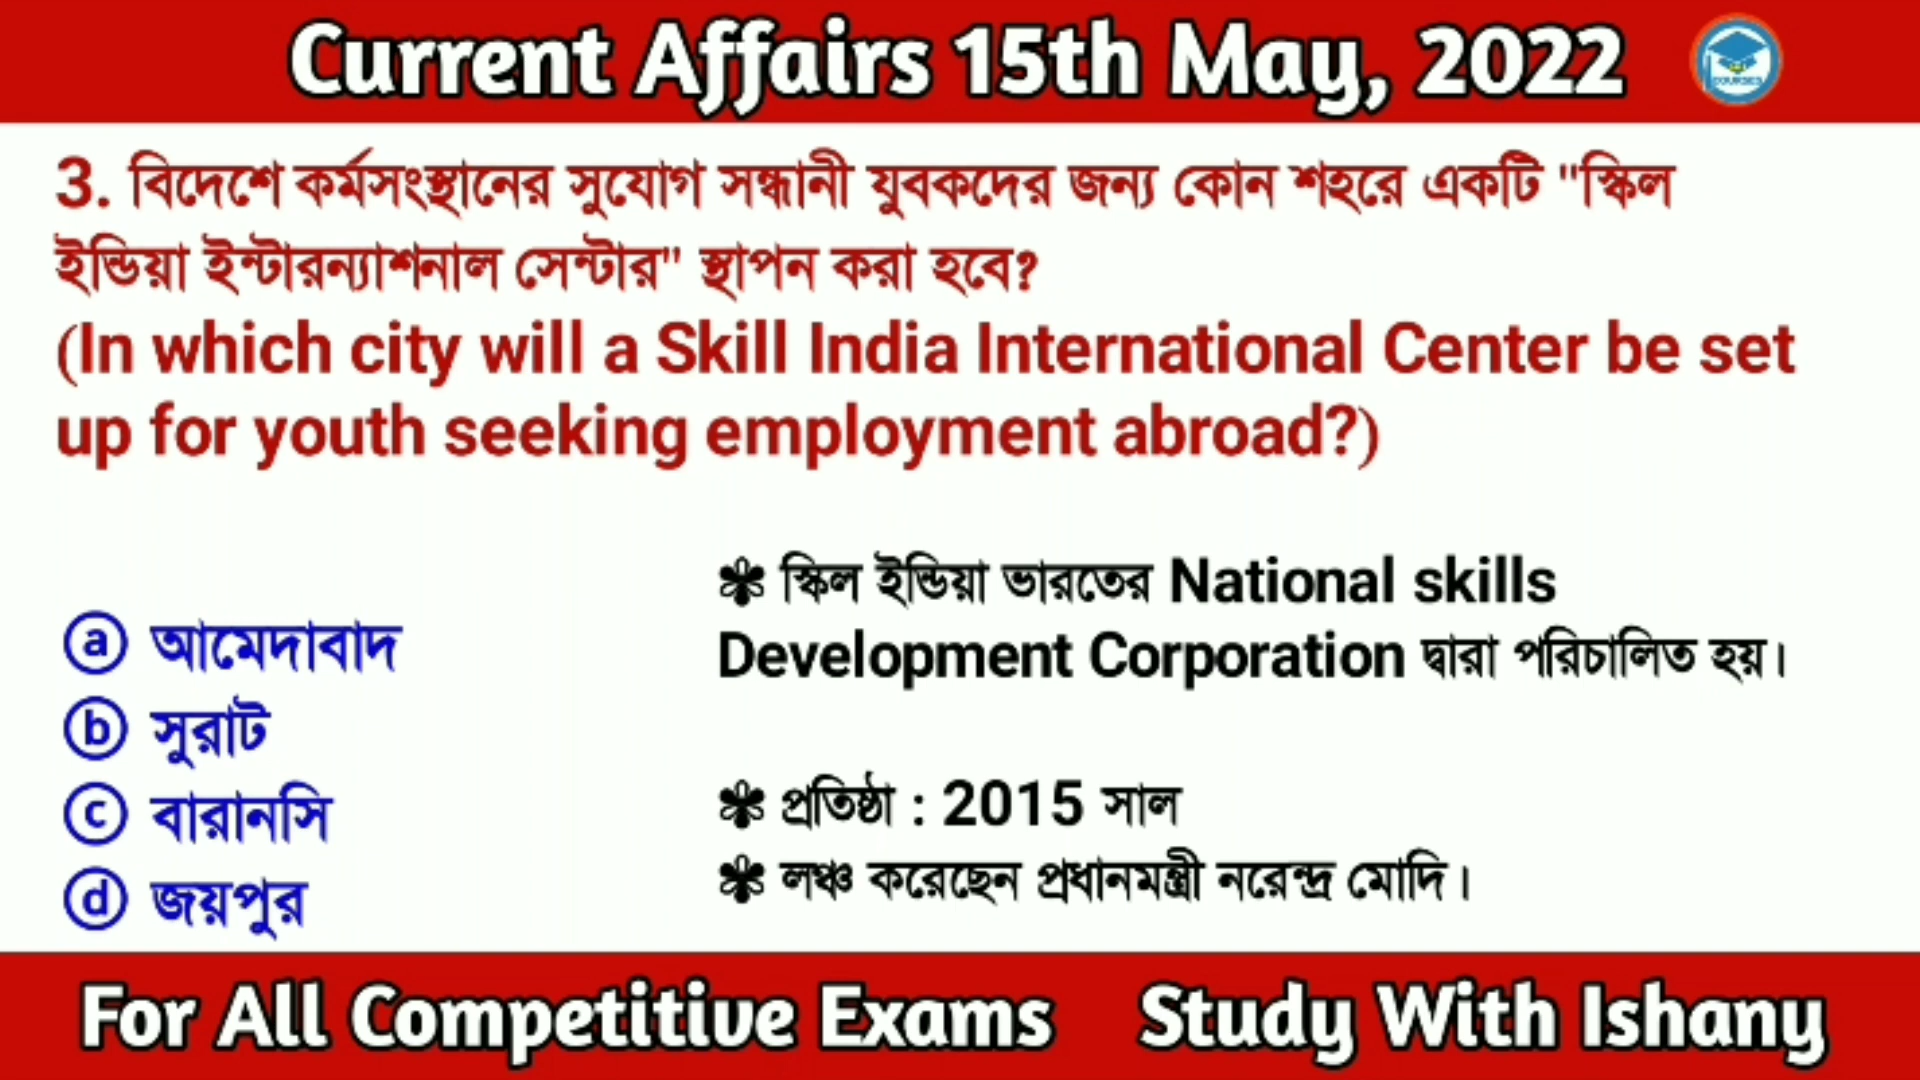 Current Affairs 15th May, 2022
3. বিদেশে কর্মসংস্থানের সুযোগ সন্ধানী যুবকদের জন্য কোন শহরে একটি "স্কিল
ইন্ডিয়া ইন্টারন্যাশনাল সেন্টার" স্থাপন করা হবে?
(In which city will a Skill India International Center be set
up for youth seeking employment abroad?)
ⓐ আমেদাবাদ
ⓑ সুরাট
ⓒ বারানসি
ⓓ জয়পুর
✾ স্কিল ইন্ডিয়া ভারতের National skills
Development Corporation দ্বারা পরিচালিত হয়।
✾ প্রতিষ্ঠা : 2015 সাল
✾ লঞ্চ করেছেন প্রধানমন্ত্রী নরেন্দ্র মোদি।
For All Competitive Exams Study With Ishany